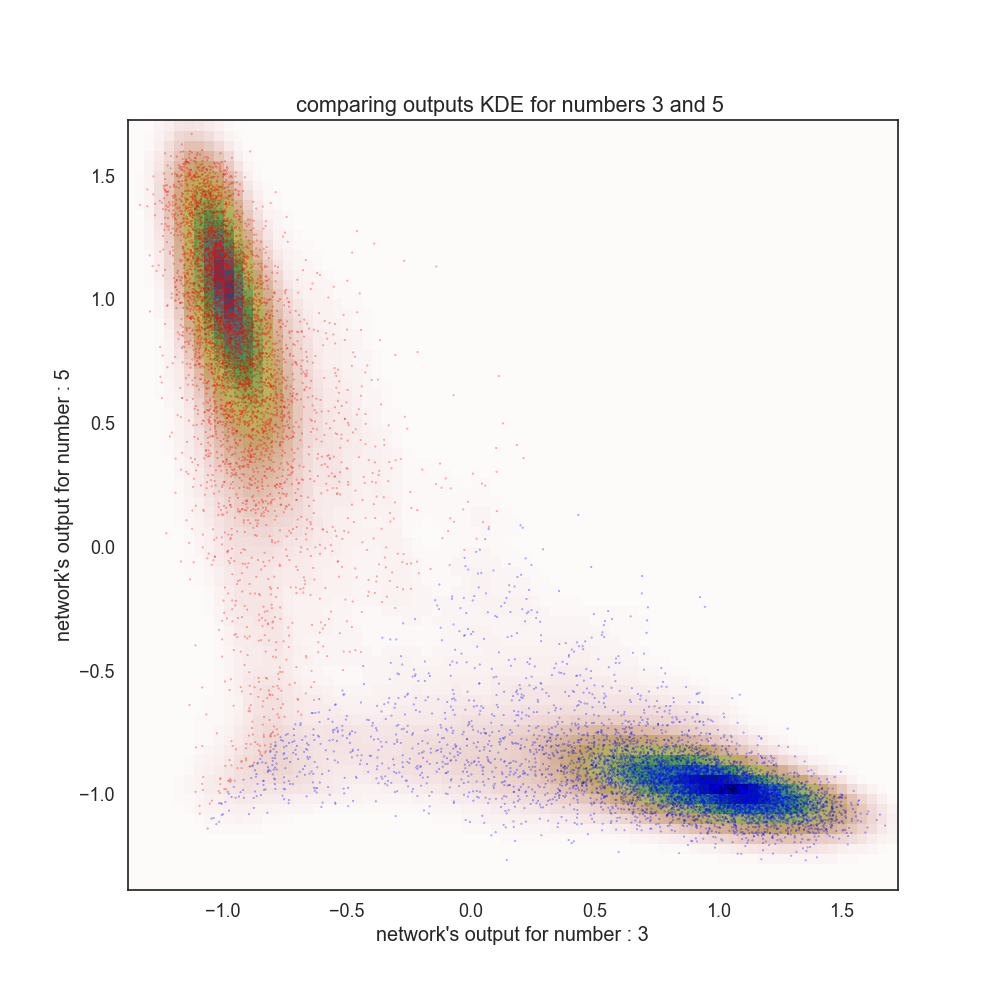 comparing outputs KDE for numbers 3 and 5
network's output for number : 5
1.5
1.0
0.5
0.0
−0.5
−1.0
−1.0 −0.5 0.0 0.5 1.0 1.5
network's output for number : 3